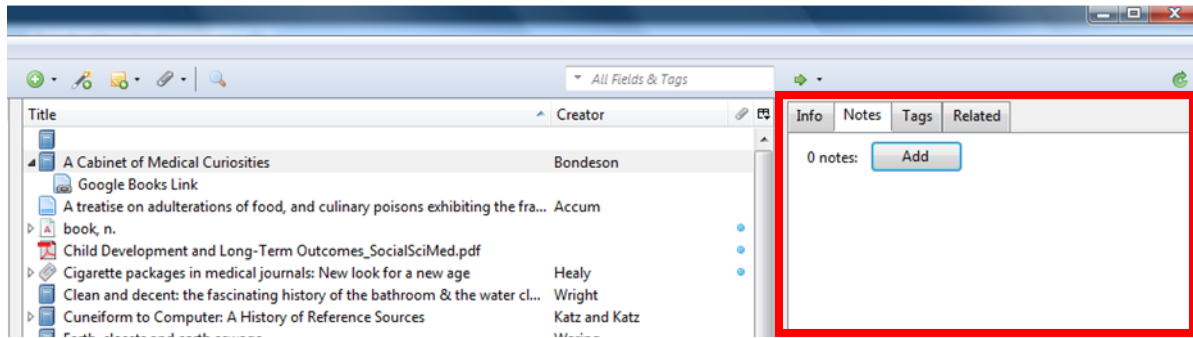 All Fields & Tags
Title Creator
Info Notes Tags Related
0 notes: Add
A Cabinet of Medical Curiosities Bondeson
Google Books Link
A treatise on adulterations of food, and culinary poisons exhibiting the fra... Accum
book, n.
Child Development and Long-Term Outcomes_SocialSciMed.pdf
Cigarette packages in medical journals: New look for a new age Healy
Clean and decent: the fascinating history of the bathroom & the water cl... Wright
Cuneiform to Computer: A History of Reference Sources Katz and Katz